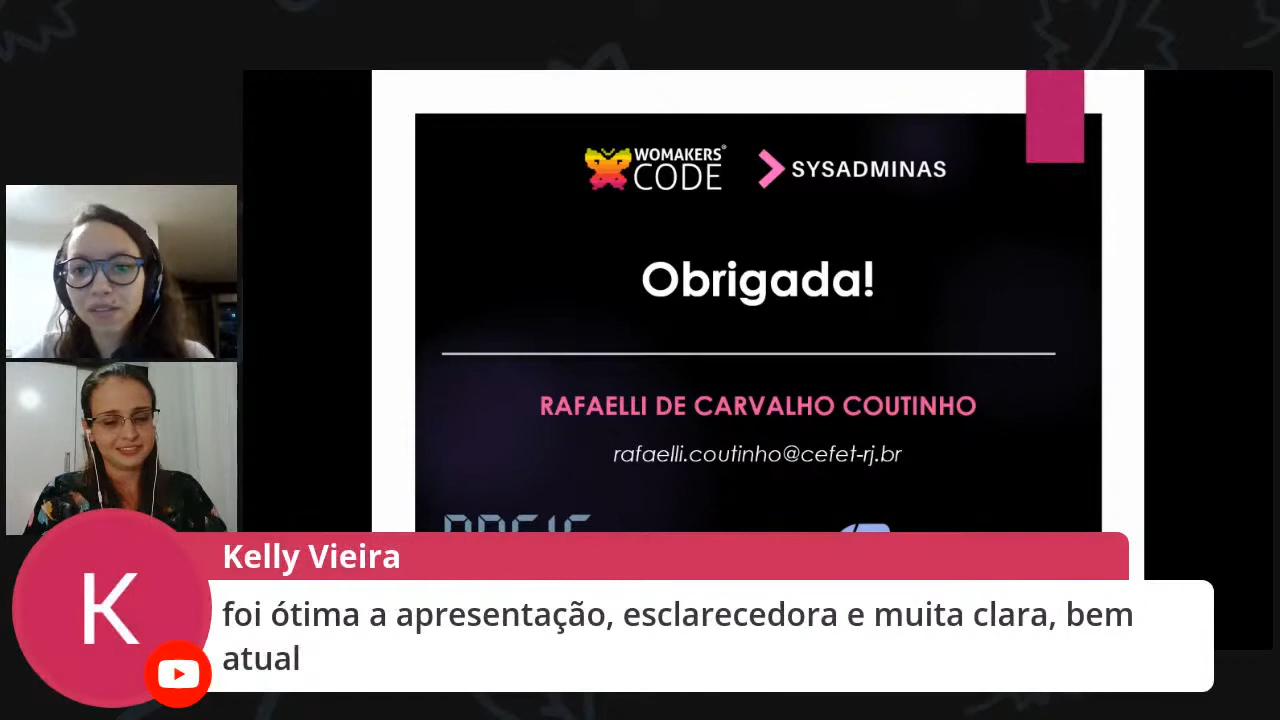 WOMAKERS®
CODE
SYSADMINAS
Obrigada!
RAFAELLI DE CARVALHO COUTINHO
rafaelli.coutinho@cefet-rj.br
Kelly Vieira
K
foi ótima a apresentação, esclarecedora e muita clara, bem
atual